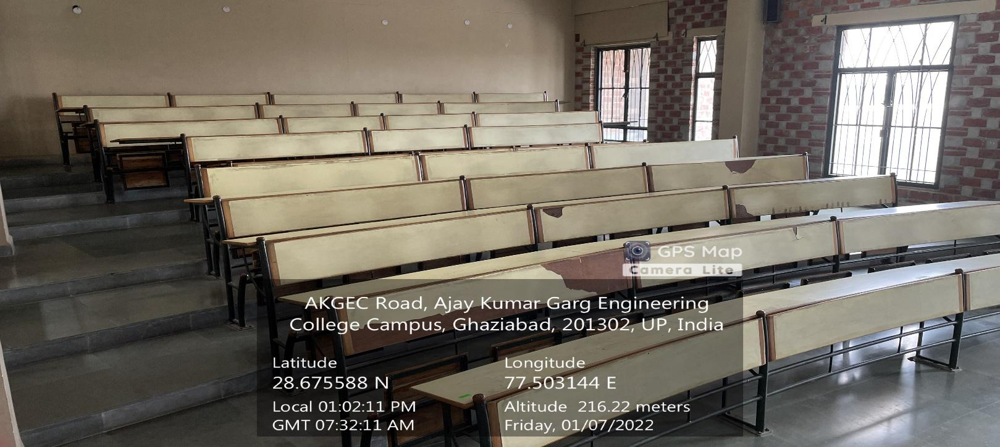 GPS Map
Camera Lite
AKGEC Road, Ajay Kumar Garg Engineering
College Campus, Ghaziabad, 201302, UP, India
Latitude
28.675588 N
Longitude
77.503144 E
Local 01:02:11 PM
GMT 07:32:11 AM
Altitude 216.22 meters
Friday, 01/07/2022